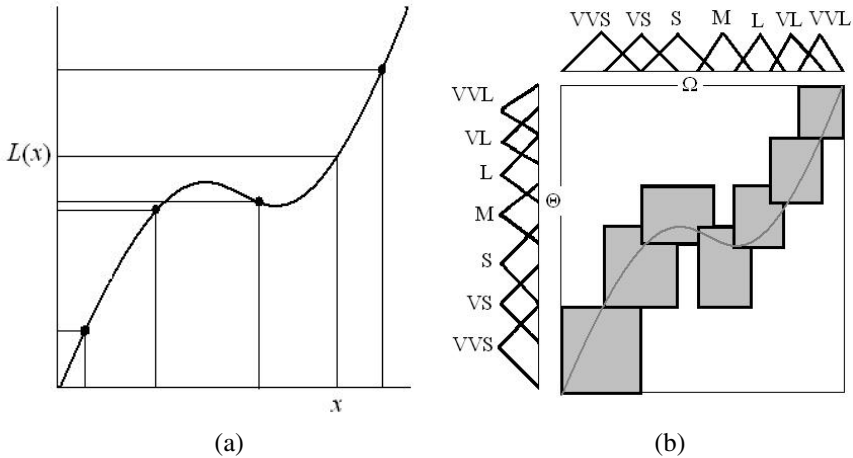 L(x)
x
(a)
VVS VS S M L VL VVL
Ω
VVL
VL
L
M
S
VS
VVS
Θ
(b)